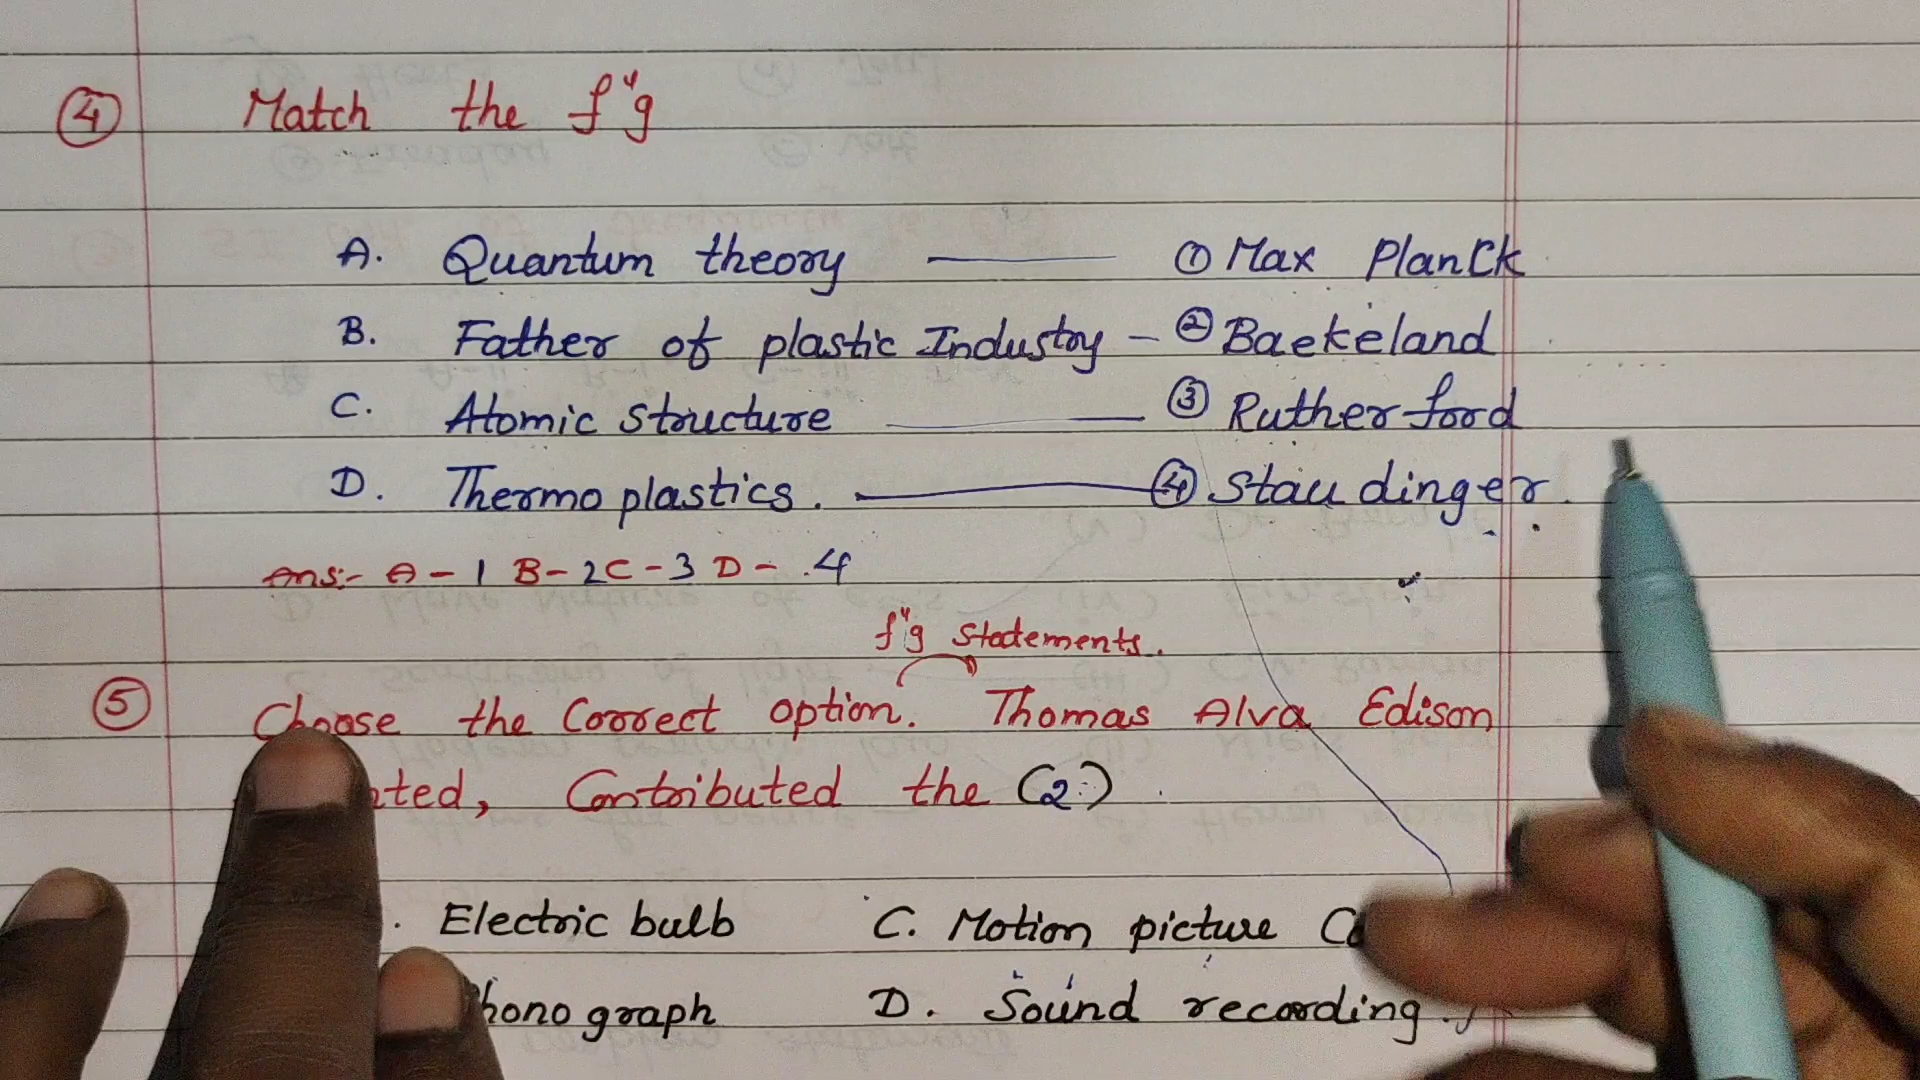 ④ Match the f"g
A. Quantum theory —— ① Max Planck
B. Father of plastic Industry - ② Baekeland
C. Atomic structure —— ③ Rutherford
D. Thermo plastics. —— ④ Staudinger.
Ans:- A-1 B-2 C-3 D-.4
f"g Statements.
⑤ Choose the Correct option. Thomas Alva Edison
Contributed the (2)
. Electric bulb C. Motion picture
D. Sound recording.